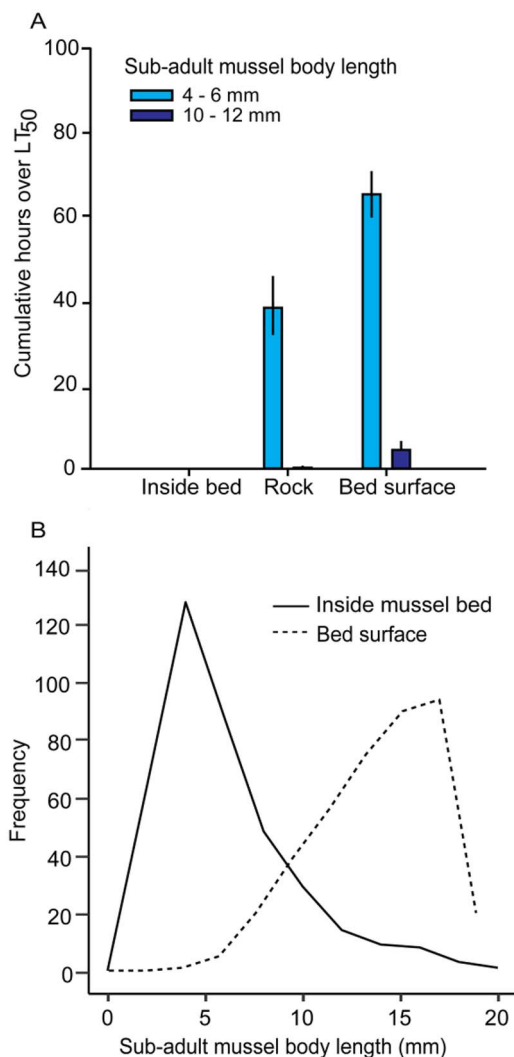 A
100
80
60
40
20
0
Cumulative hours over LT50
Sub-adult mussel body length
4 - 6 mm
10 - 12 mm
Inside bed Rock Bed surface
B
140
120
100
80
60
40
20
0
Frequency
Inside mussel bed
Bed surface
0 5 10 15 20
Sub-adult mussel body length (mm)